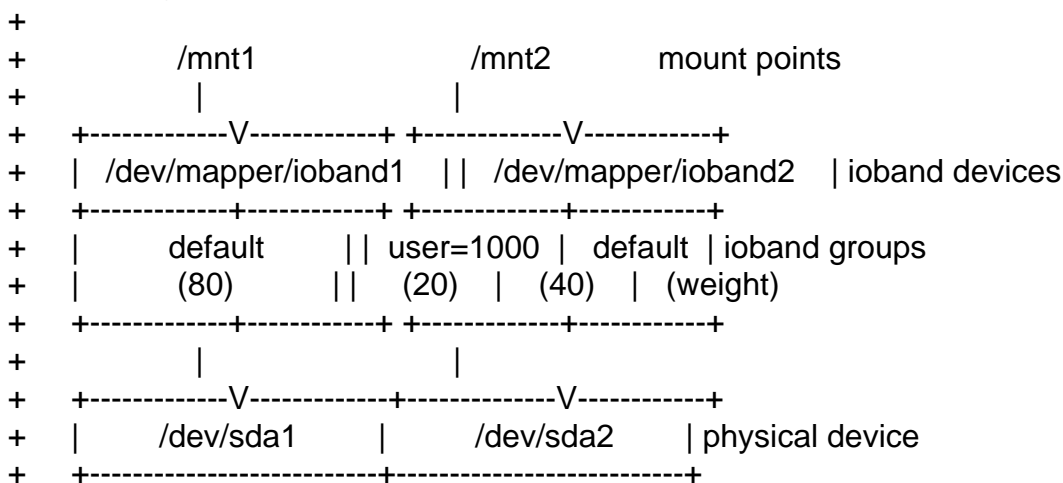 +
+ /mnt1 /mnt2 mount points
+ | |
+ +-------------V------------+ +-------------V------------+
+ | /dev/mapper/ioband1 | | /dev/mapper/ioband2 | ioband devices
+ +-------------+------------+ +-------------+------------+
+ | default | | user=1000 | default | ioband groups
+ | (80) | | (20) | (40) | (weight)
+ +-------------+------------+ +-------------+------------+
+ | |
+ +-------------V-------------+--------------V------------+
+ | /dev/sda1 | /dev/sda2 | physical device
+ +---------------------------+---------------------------+